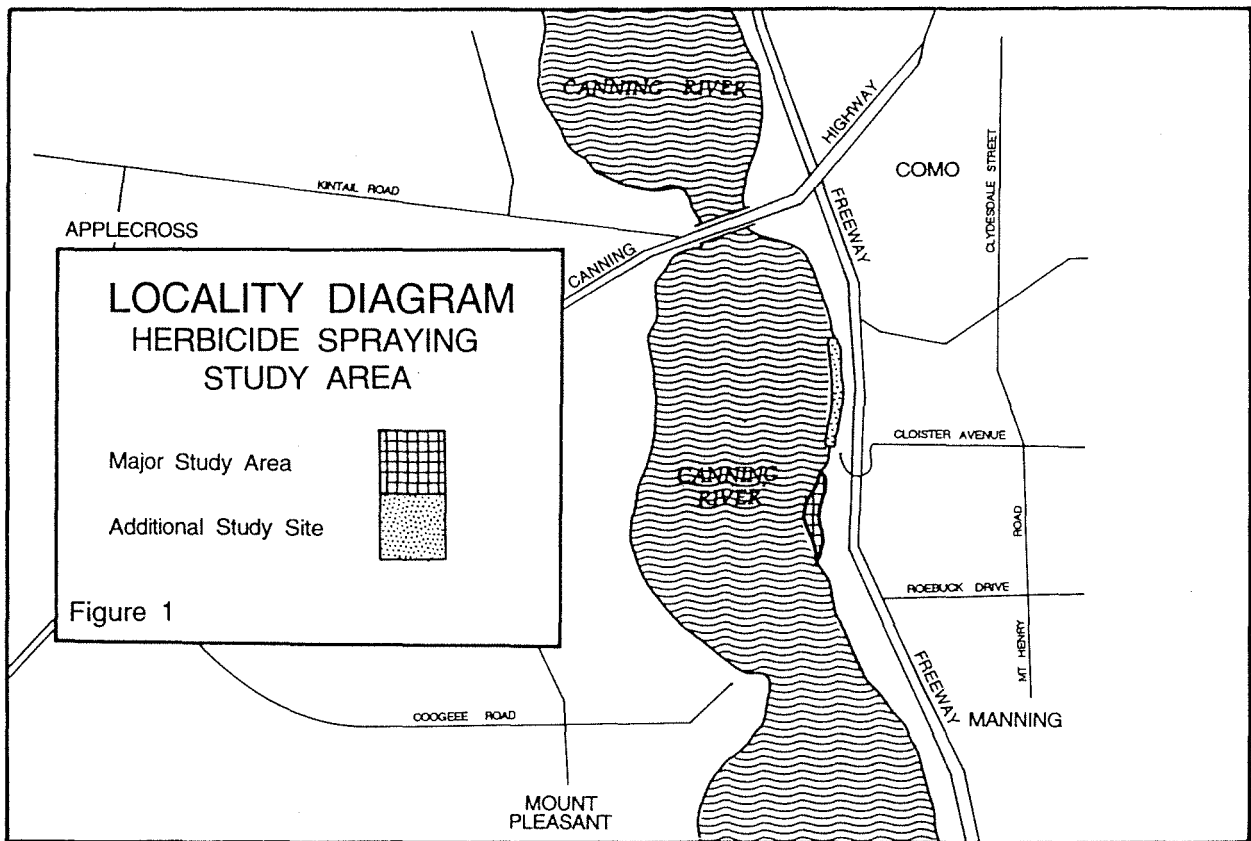 CANNING RIVER
HIGHWAY
COMO
CLYDESDALE STREET
KINTAIL ROAD
APPLECROSS
CANNING
FREEWAY
LOCALITY DIAGRAM
HERBICIDE SPRAYING
STUDY AREA
Major Study Area
Additional Study Site
Figure 1
CANNING
RIVER
CLOISTER AVENUE
ROAD
ROEBUCK DRIVE
MT HENRY
FREEWAY
MANNING
COOGEEE ROAD
MOUNT
PLEASANT